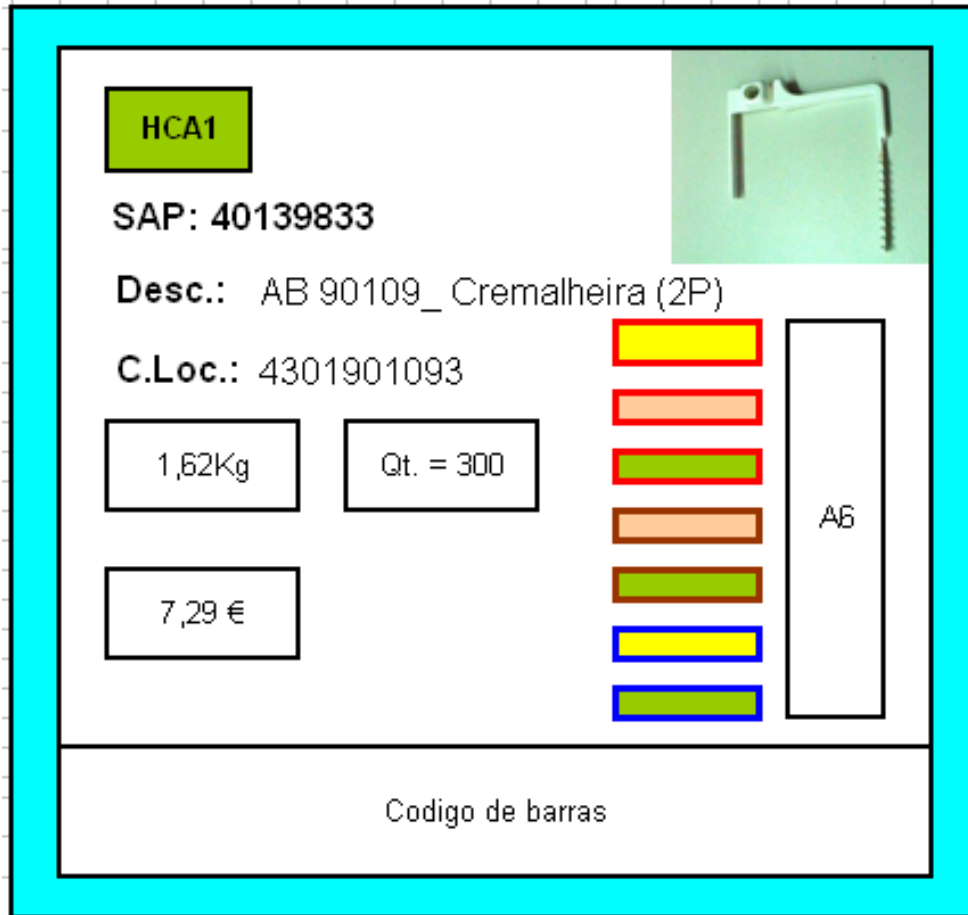 HCA1
SAP: 40139833
Desc.: AB 90109_ Cremalheira (2P)
C.Loc.: 4301901093
1,62Kg
Qt. = 300
A6
7,29 €
Codigo de barras